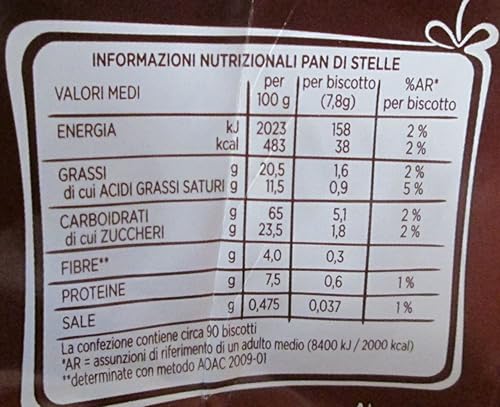 INFORMAZIONI NUTRIZIONALI PAN DI STELLE
VALORI MEDI per 100 g per biscotto (7,8g) %AR* per biscotto
ENERGIA kJ 2023 158 2 %
kcal 483 38 2 %
GRASSI g 20,5 1,6 2 %
di cui ACIDI GRASSI SATURI g 11,5 0,9 5 %
CARBOIDRATI g 65 5,1 2 %
di cui ZUCCHERI g 23,5 1,8 2 %
FIBRE** g 4,0 0,3
PROTEINE g 7,5 0,6 1 %
SALE g 0,475 0,037 1 %
La confezione contiene circa 90 biscotti
*AR = assunzioni di riferimento di un adulto medio (8400 kJ / 2000 kcal)
**determinate con metodo AOAC 2009-01